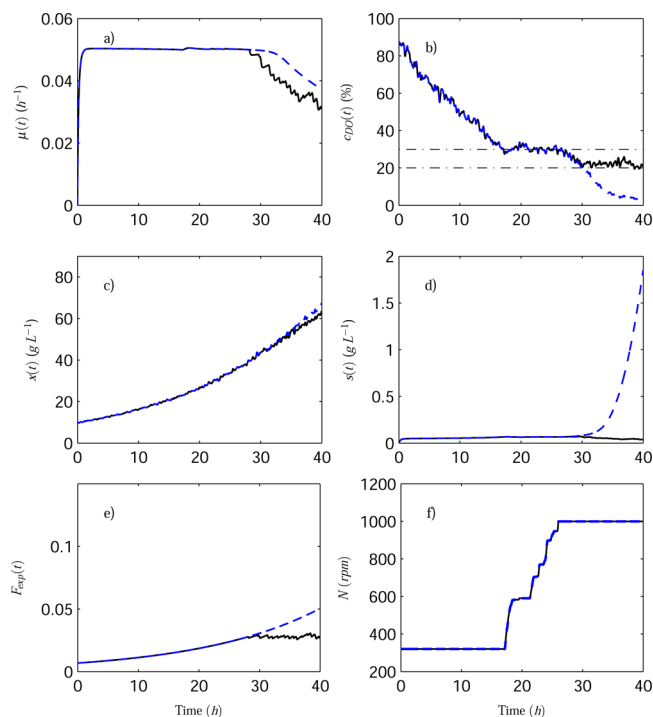 0.06
0.04
0.02
0
μ(t) (h⁻¹)
a)
0 10 20 30 40
100
80
60
40
20
0
c_DO(t) (%)
b)
0 10 20 30 40
80
60
40
20
0
x(t) (g L⁻¹)
c)
0 10 20 30 40
2
1.5
1
0.5
0
s(t) (g L⁻¹)
d)
0 10 20 30 40
0.1
0.05
0
F_exp(t)
e)
0 10 20 30 40
Time (h)
1200
1000
800
600
400
200
N (rpm)
f)
0 10 20 30 40
Time (h)